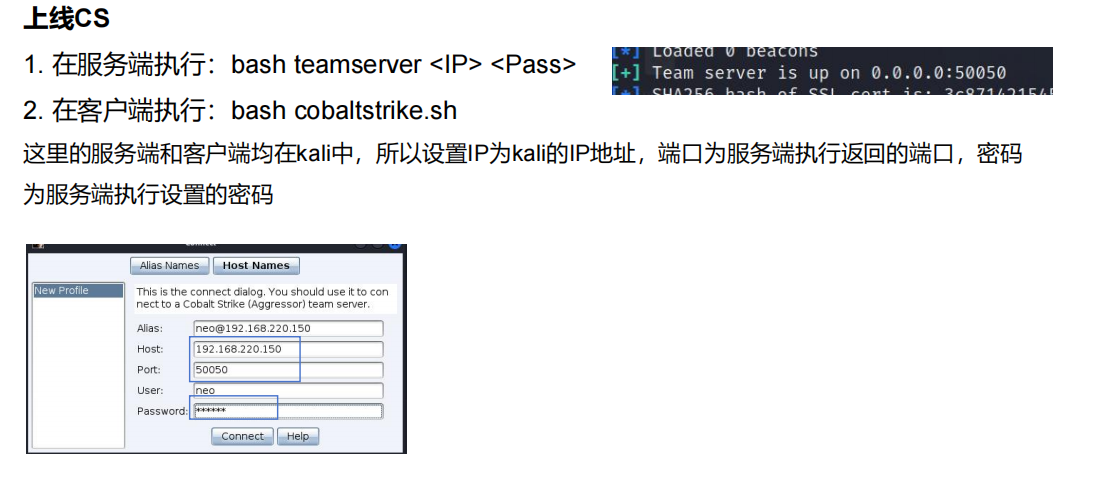 上线CS
1. 在服务端执行：bash teamserver <IP> <Pass>
[*] Loaded 0 beacons
[+] Team server is up on 0.0.0.0:50050
[*] SHA256 hash of SSL cert is:
2. 在客户端执行：bash cobaltstrike.sh
这里的服务端和客户端均在kali中，所以设置IP为kali的IP地址，端口为服务端执行返回的端口，密码
为服务端执行设置的密码
Connect
Alias Names Host Names
New Profile
This is the connect dialog. You should use it to con
nect to a Cobalt Strike (Aggressor) team server.
Alias: neo@192.168.220.150
Host: 192.168.220.150
Port: 50050
User: neo
Password: ******
Connect Help